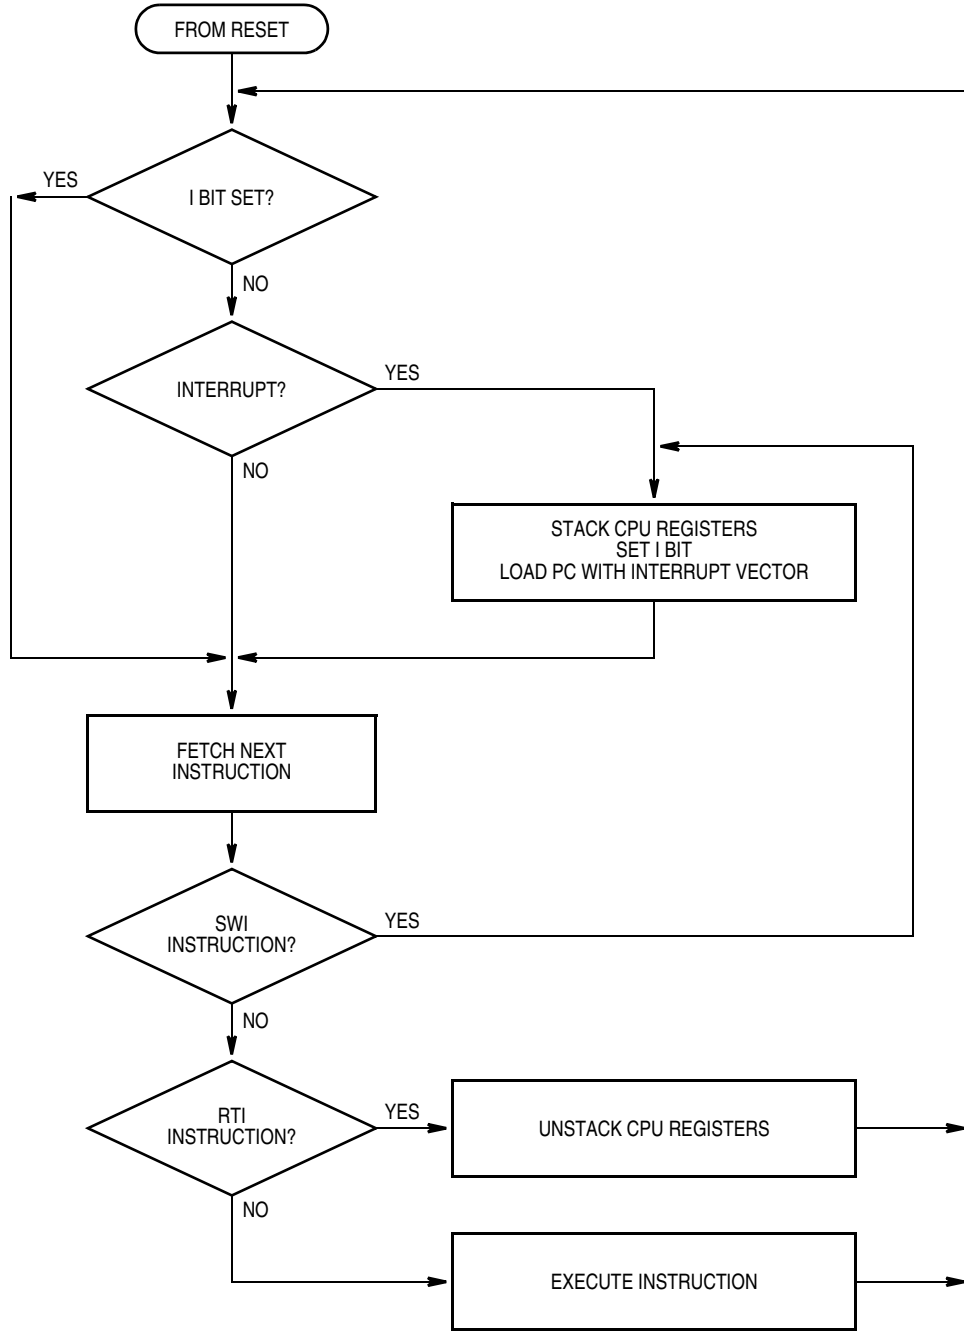 FROM RESET
YES
I BIT SET?
NO
INTERRUPT?
YES
NO
STACK CPU REGISTERS
SET I BIT
LOAD PC WITH INTERRUPT VECTOR
FETCH NEXT
INSTRUCTION
SWI
INSTRUCTION?
YES
NO
RTI
INSTRUCTION?
YES
UNSTACK CPU REGISTERS
NO
EXECUTE INSTRUCTION